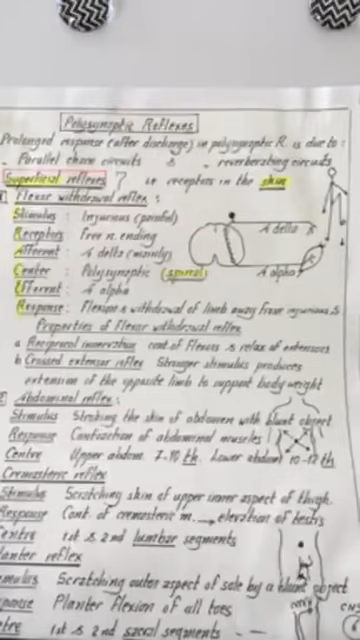 Polysynaptic Reflexes
Prolonged response (after discharge) in polysynaptic R. is due to:
- Parallel chain circuits & - reverberating circuits
Superficial reflexes ? i.e receptors in the skin
Flexor withdrawal reflex:
Stimulus: Injurious (painful)
Receptors: Free n. ending
Afferent: A delta (mainly)
A delta
Center: Polysynaptic (spinal)
A alpha
Efferent: A alpha
Response: Flexion & withdrawal of limb away from injurious S
Properties of Flexor withdrawal reflex
a Reciprocal innervation cont of flexors & relax of extensors
b Crossed extensor reflex Stronger stimulus produces
extension of the opposite limb to support body weight
Abdominal reflex:
Stimulus Stroking the skin of abdomen with blunt object
Response Contraction of abdominal muscles
Centre Upper abdom 7-10 th Lower abdom 10-12th
Cremasteric reflex
Stimulus Scratching skin of upper inner aspect of thigh
Response Cont. of cremasteric m. → elevation of testis
Centre 1st & 2nd lumbar segments
Planter reflex
Stimulus Scratching outer aspect of sole by a blunt object
Response Planter flexion of all toes
Centre 1st & 2nd sacral segments